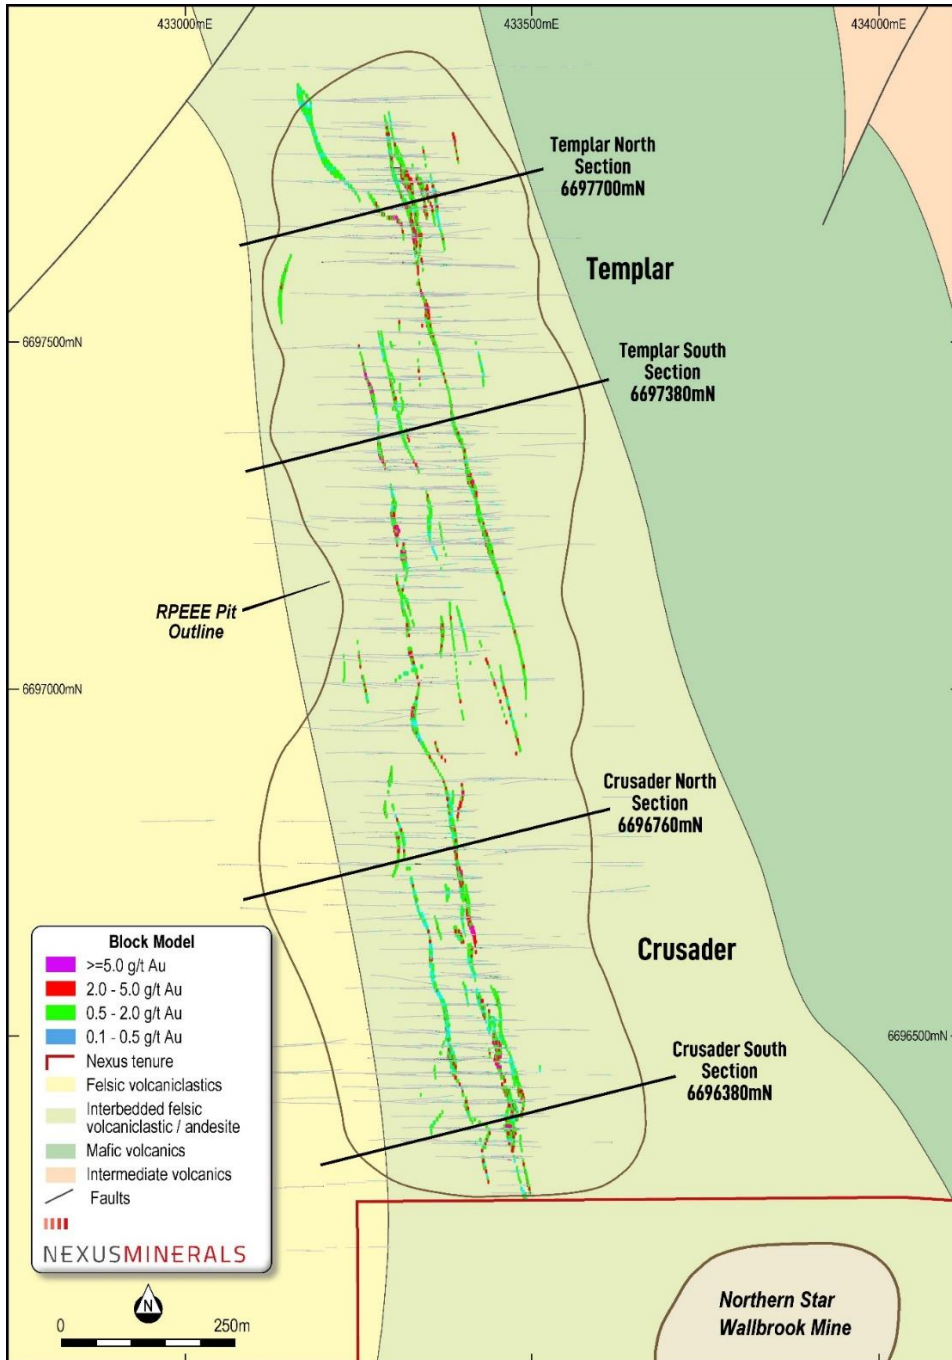 433000mE
433500mE
434000mE
Templar North
Section
6697700mN
Templar
6697500mN
Templar South
Section
6697380mN
RPEEE Pit
Outline
6697000mN
Crusader North
Section
6696760mN
Crusader
6696500mN
Crusader South
Section
6696380mN
Block Model
>=5.0 g/t Au
2.0 - 5.0 g/t Au
0.5 - 2.0 g/t Au
0.1 - 0.5 g/t Au
Nexus tenure
Felsic volcaniclastics
Interbedded felsic
volcaniclastic / andesite
Mafic volcanics
Intermediate volcanics
Faults
NEXUSMINERALS
N
0 250m
Northern Star
Wallbrook Mine